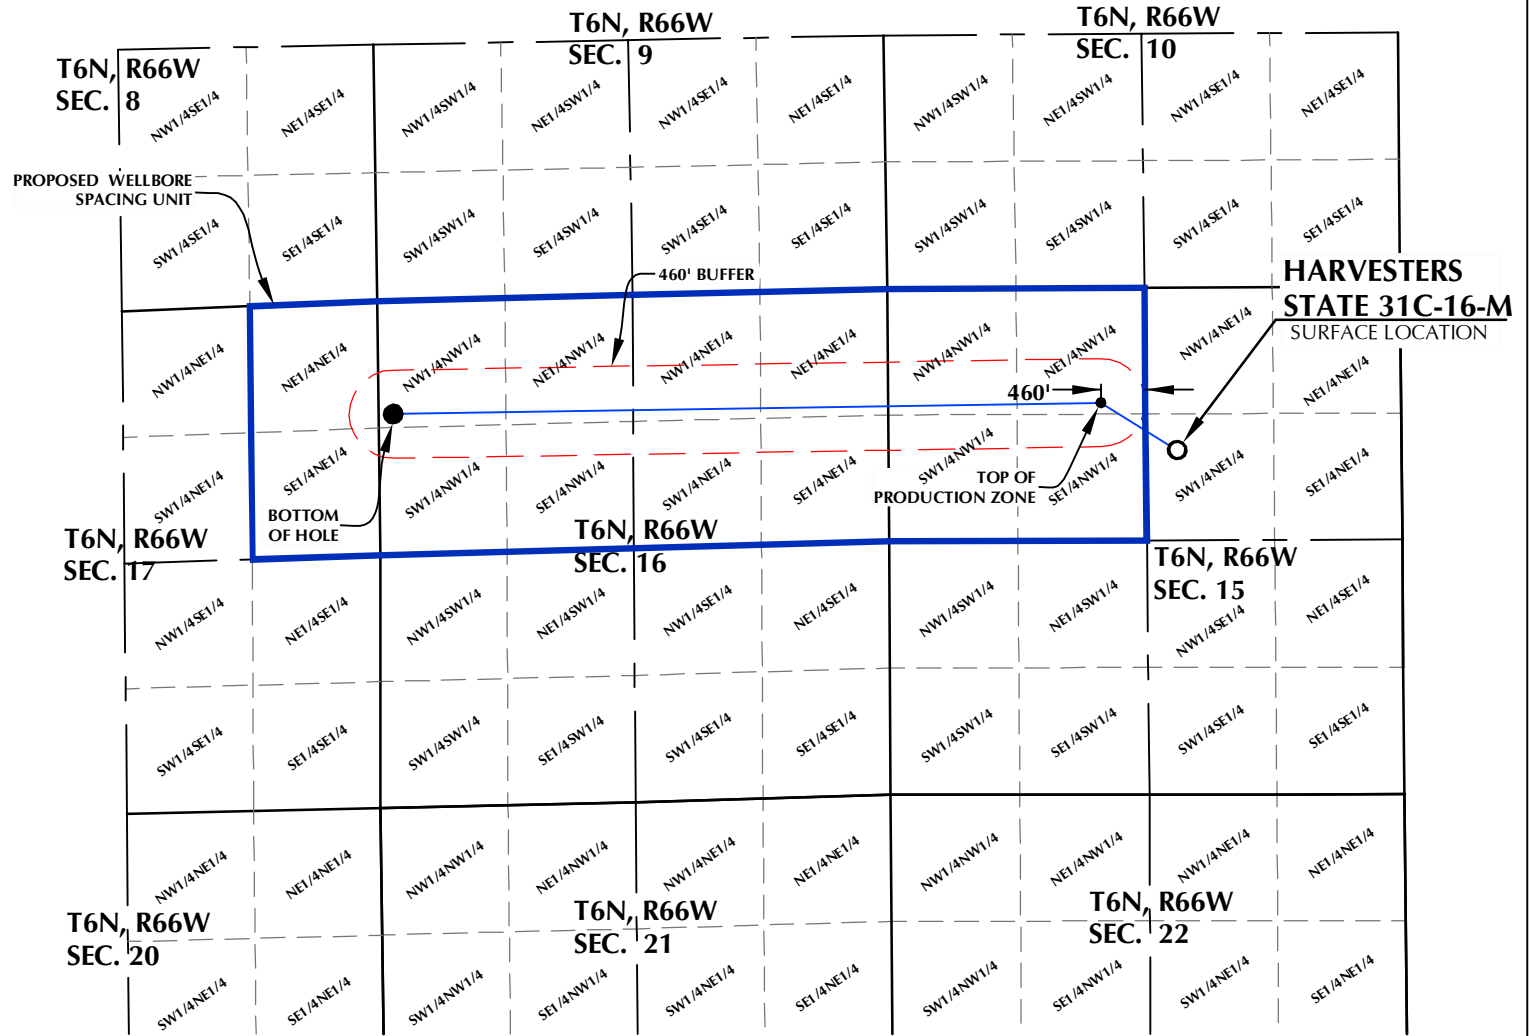 T6N, R66W
SEC. 9
T6N, R66W
SEC. 10
T6N, R66W
SEC. 8
NW1/4SE1/4
NE1/4SE1/4
NW1/4SW1/4
NE1/4SW1/4
NW1/4SE1/4
NE1/4SE1/4
NW1/4SW1/4
NE1/4SW1/4
NW1/4SE1/4
NE1/4SE1/4
PROPOSED WELLBORE
SPACING UNIT
SW1/4SE1/4
SE1/4SE1/4
SW1/4SW1/4
SE1/4SW1/4
SW1/4SE1/4
SE1/4SE1/4
SW1/4SW1/4
SE1/4SW1/4
SW1/4SE1/4
SE1/4SE1/4
460' BUFFER
HARVESTERS
STATE 31C-16-M
SURFACE LOCATION
NW1/4NE1/4
NE1/4NE1/4
NW1/4NW1/4
NE1/4NW1/4
NW1/4NE1/4
NE1/4NE1/4
NW1/4NW1/4
NE1/4NW1/4
NW1/4NE1/4
NE1/4NE1/4
460'
SW1/4NE1/4
SE1/4NE1/4
SW1/4NW1/4
SE1/4NW1/4
SW1/4NE1/4
SE1/4NE1/4
SW1/4NW1/4
SE1/4NW1/4
SW1/4NE1/4
SE1/4NE1/4
TOP OF
PRODUCTION ZONE
BOTTOM
OF HOLE
T6N, R66W
SEC. 17
T6N, R66W
SEC. 16
T6N, R66W
SEC. 15
NW1/4SE1/4
NE1/4SE1/4
NW1/4SW1/4
NE1/4SW1/4
NW1/4SE1/4
NE1/4SE1/4
NW1/4SW1/4
NE1/4SW1/4
NW1/4SE1/4
NE1/4SE1/4
SW1/4SE1/4
SE1/4SE1/4
SW1/4SW1/4
SE1/4SW1/4
SW1/4SE1/4
SE1/4SE1/4
SW1/4SW1/4
SE1/4SW1/4
SW1/4SE1/4
SE1/4SE1/4
NW1/4NE1/4
NE1/4NE1/4
NW1/4NW1/4
NE1/4NW1/4
NW1/4NE1/4
NE1/4NE1/4
NW1/4NW1/4
NE1/4NW1/4
NW1/4NE1/4
NE1/4NE1/4
T6N, R66W
SEC. 20
T6N, R66W
SEC. 21
T6N, R66W
SEC. 22
SW1/4NE1/4
SE1/4NE1/4
SW1/4NW1/4
SE1/4NW1/4
SW1/4NE1/4
SE1/4NE1/4
SW1/4NW1/4
SE1/4NW1/4
SW1/4NE1/4
SE1/4NE1/4